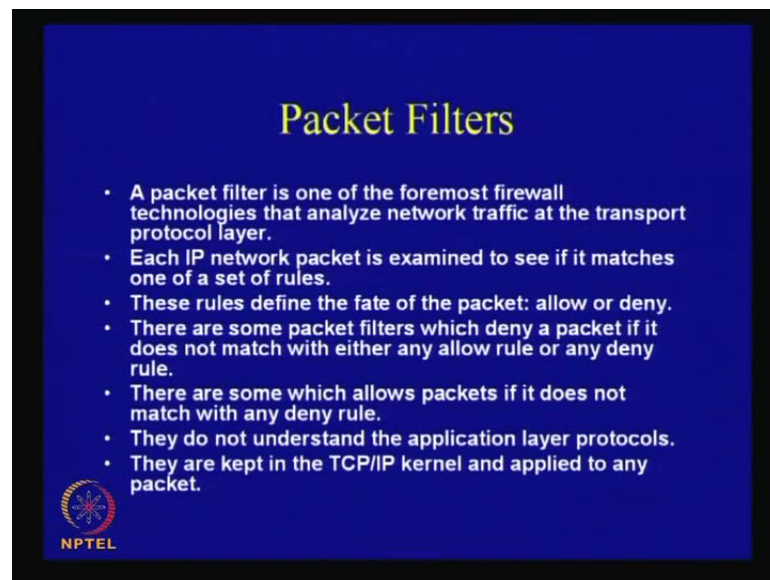 Packet Filters
• A packet filter is one of the foremost firewall
technologies that analyze network traffic at the transport
protocol layer.
• Each IP network packet is examined to see if it matches
one of a set of rules.
• These rules define the fate of the packet: allow or deny.
• There are some packet filters which deny a packet if it
does not match with either any allow rule or any deny
rule.
• There are some which allows packets if it does not
match with any deny rule.
• They do not understand the application layer protocols.
• They are kept in the TCP/IP kernel and applied to any
packet.
NPTEL